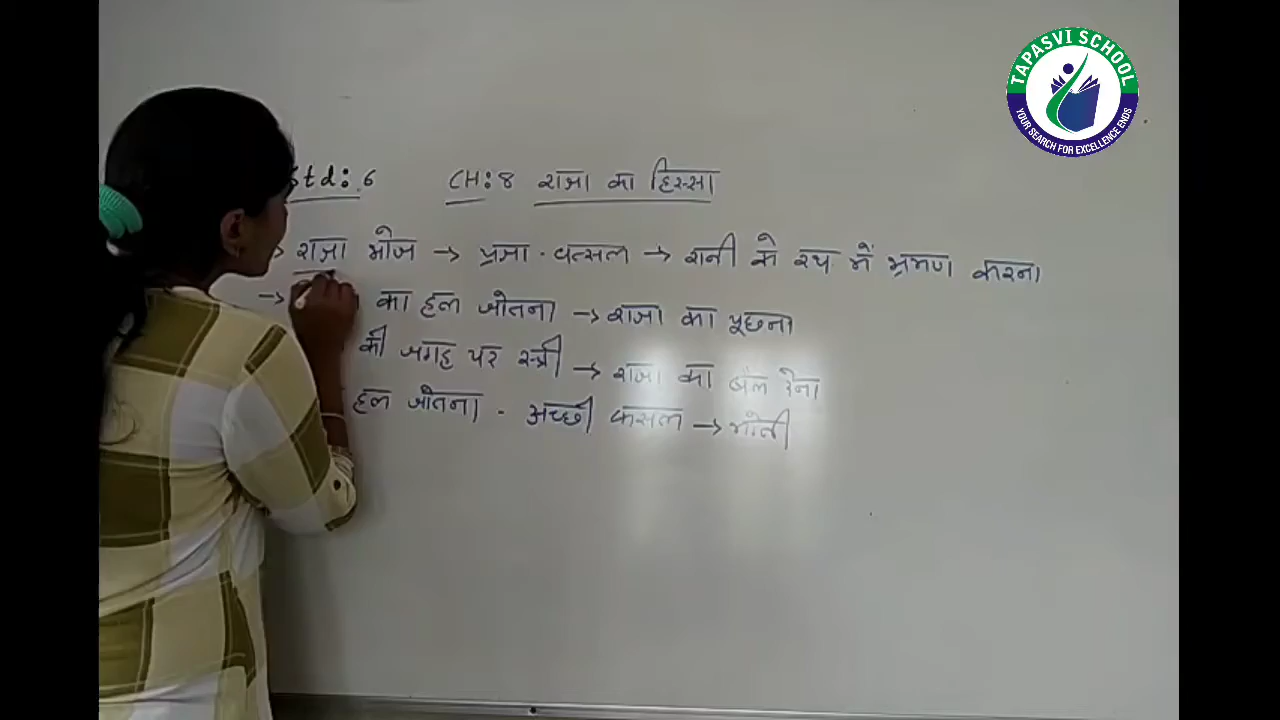 TAPASVI SCHOOL
YOUR SEARCH FOR EXCELLENCE ENDS
Std: 6 CH: 8 राजा का हिस्सा
राजा भोज → प्रजा - वत्सल → रानी के रथ में भ्रमण करना
→ का हल जोतना → राजा का पूछना
की जगह पर स्त्री → राजा का बैल देना
हल जोतना - अच्छी फसल → मोती